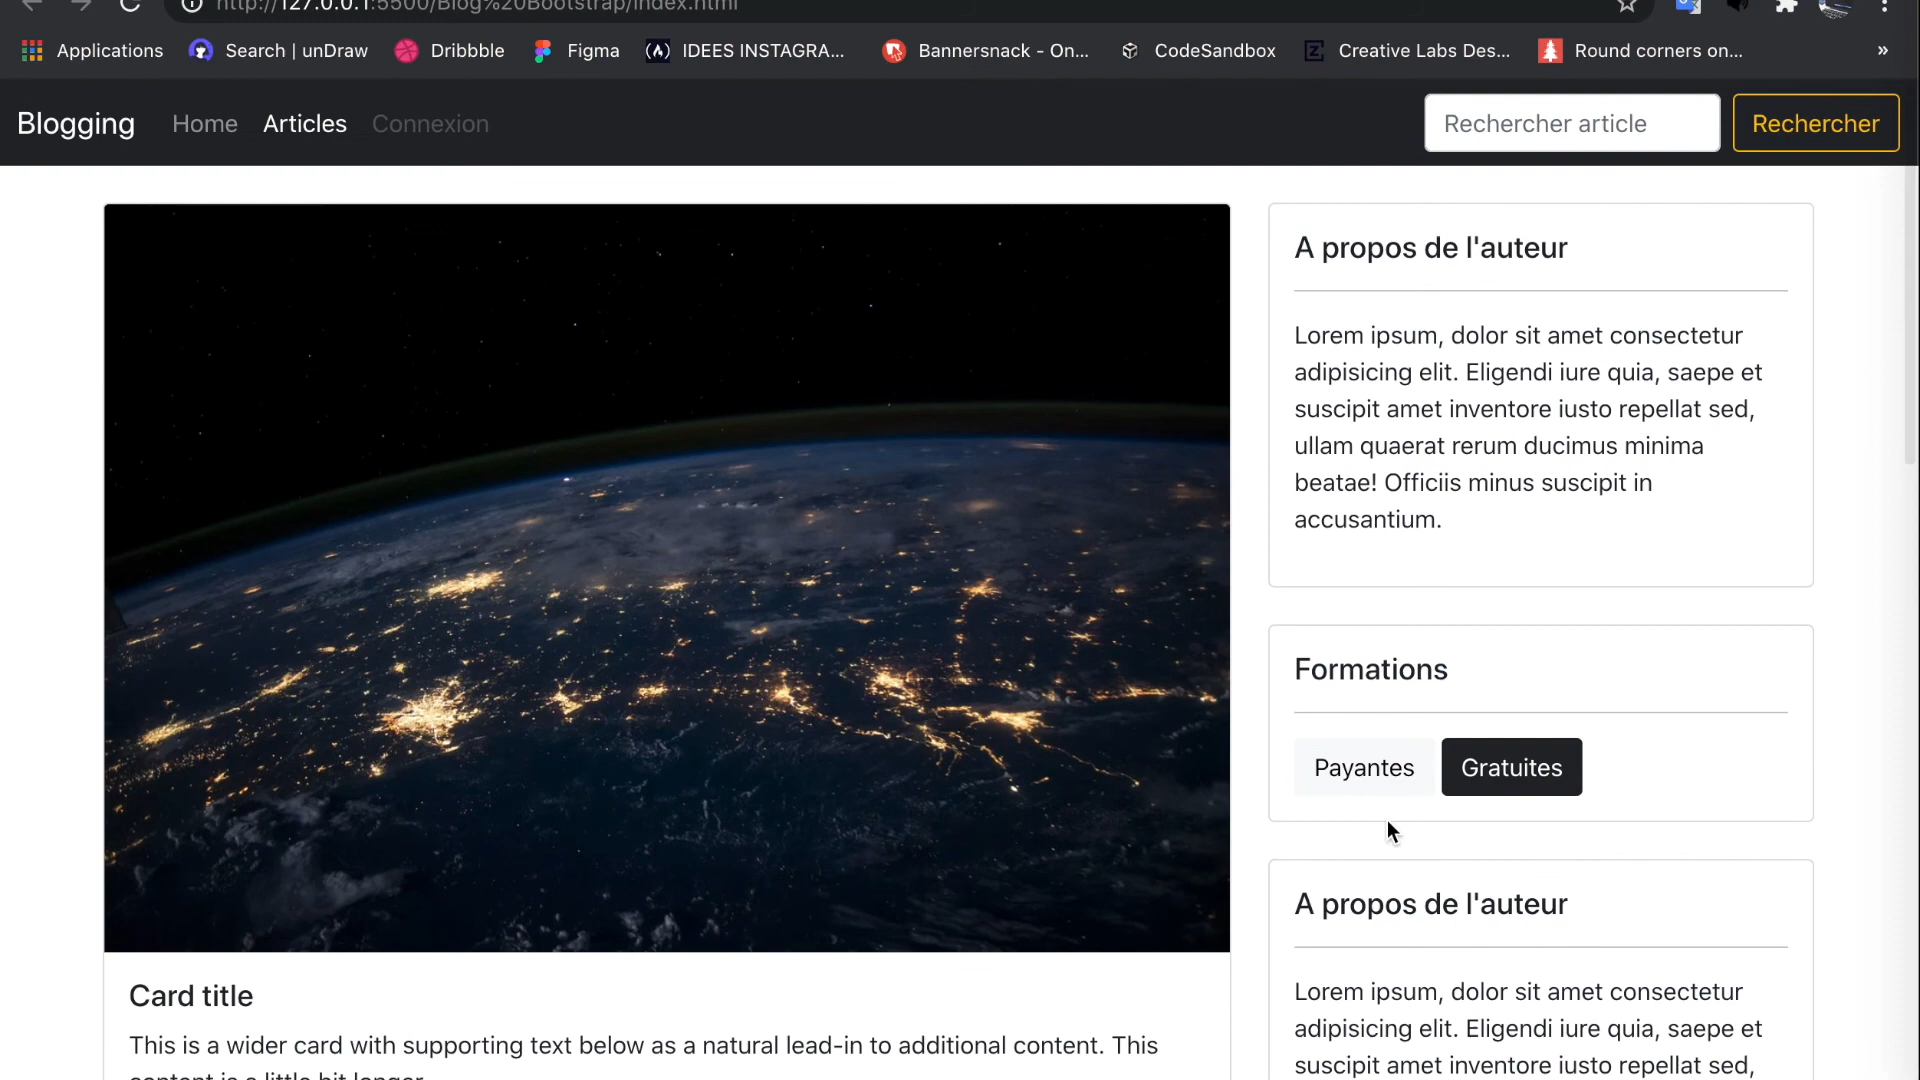 http://127.0.0.1:5500/Blog%20Bootstrap/index.html
Applications
Search | unDraw
Dribbble
Figma
IDEES INSTAGRA...
Bannersnack - On...
CodeSandbox
Creative Labs Des...
Round corners on...
»
Blogging
Home
Articles
Connexion
Rechercher article
Rechercher
A propos de l'auteur
Lorem ipsum, dolor sit amet consectetur
adipisicing elit. Eligendi iure quia, saepe et
suscipit amet inventore iusto repellat sed,
ullam quaerat rerum ducimus minima
beatae! Officiis minus suscipit in
accusantium.
Formations
Payantes
Gratuites
A propos de l'auteur
Lorem ipsum, dolor sit amet consectetur
adipisicing elit. Eligendi iure quia, saepe et
suscipit amet inventore iusto repellat sed,
Card title
This is a wider card with supporting text below as a natural lead-in to additional content. This
content is a little bit longer.